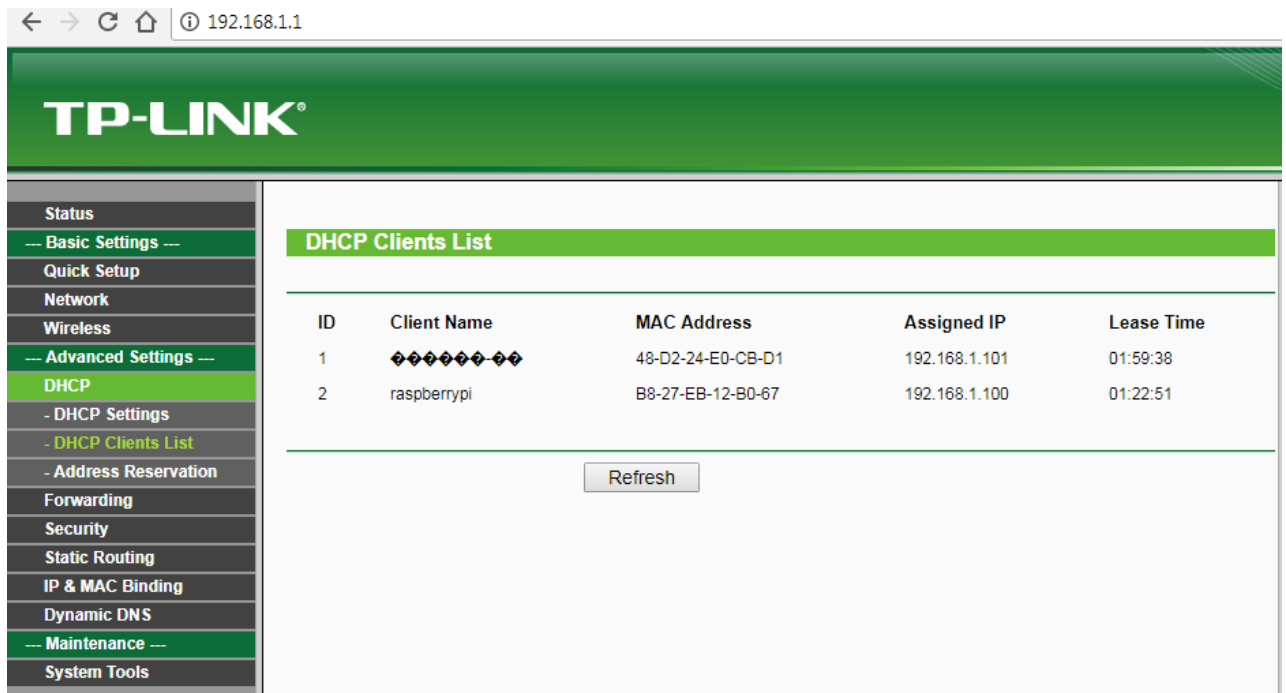 192.168.1.1
TP-LINK®
Status
--- Basic Settings ---
Quick Setup
Network
Wireless
--- Advanced Settings ---
DHCP
- DHCP Settings
- DHCP Clients List
- Address Reservation
Forwarding
Security
Static Routing
IP & MAC Binding
Dynamic DNS
--- Maintenance ---
System Tools
DHCP Clients List
ID Client Name MAC Address Assigned IP Lease Time
1 ������-�� 48-D2-24-E0-CB-D1 192.168.1.101 01:59:38
2 raspberrypi B8-27-EB-12-B0-67 192.168.1.100 01:22:51
Refresh